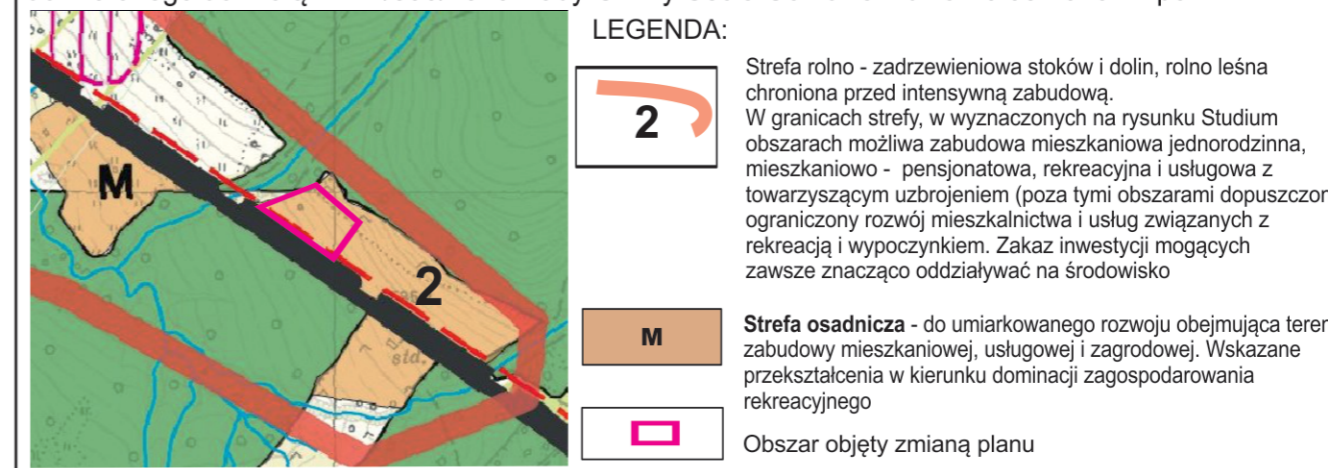 LEGENDA:
2
Strefa rolno - zadrzewieniowa stoków i dolin, rolno leśna
chroniona przed intensywną zabudową.
W granicach strefy, w wyznaczonych na rysunku Studium
obszarach możliwa zabudowa mieszkaniowa jednorodzinna,
mieszkaniowo - pensjonatowa, rekreacyjna i usługowa z
towarzyszącym uzbrojeniem (poza tymi obszarami dopuszczon
ograniczony rozwój mieszkalnictwa i usług związanych z
rekreacją i wypoczynkiem. Zakaz inwestycji mogących
zawsze znacząco oddziaływać na środowisko
M
Strefa osadnicza - do umiarkowanego rozwoju obejmująca teren
zabudowy mieszkaniowej, usługowej i zagrodowej. Wskazane
przekształcenia w kierunku dominacji zagospodarowania
rekreacyjnego
Obszar objęty zmianą planu
M
2
std.